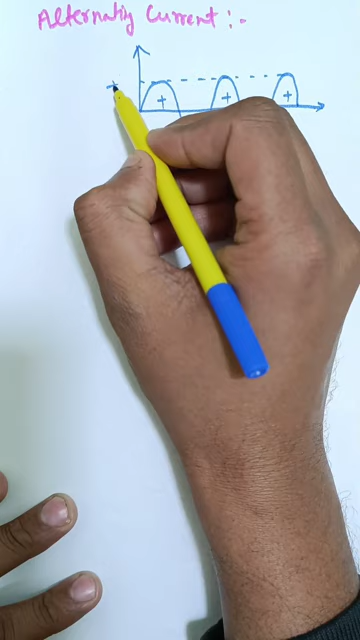 Alternating Current :-
+ + + +